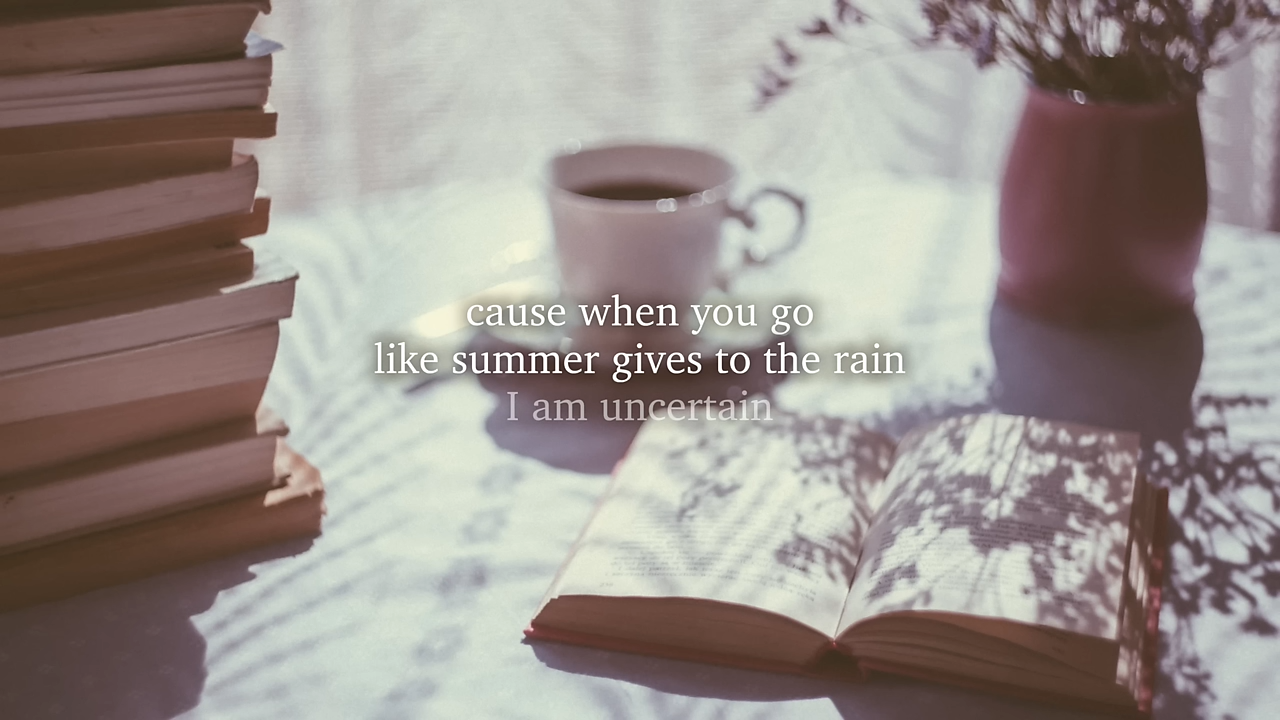 cause when you go
like summer gives to the rain
I am uncertain